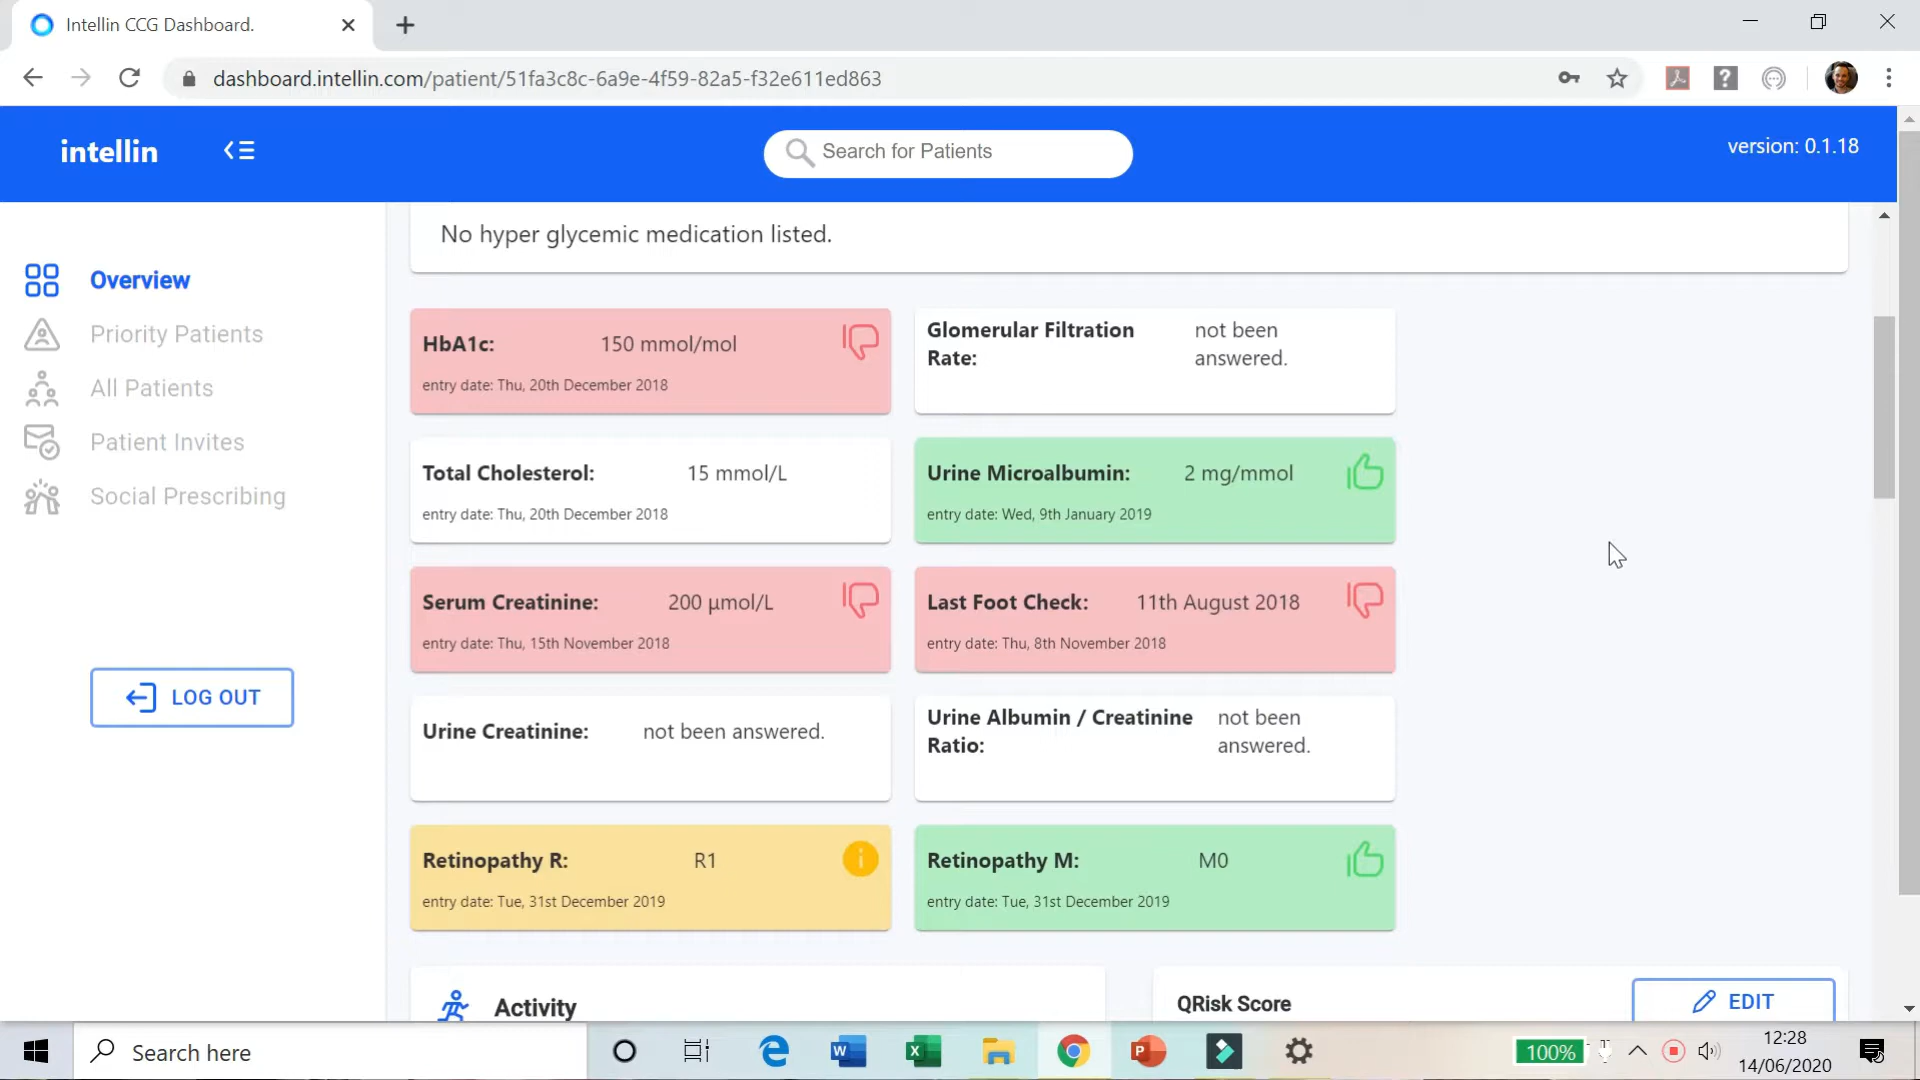 Intellin CCG Dashboard.
dashboard.intellin.com/patient/51fa3c8c-6a9e-4f59-82a5-f32e611ed863
intellin
Search for Patients
version: 0.1.18
Overview
Priority Patients
All Patients
Patient Invites
Social Prescribing
LOG OUT
No hyper glycemic medication listed.
HbA1c: 150 mmol/mol
entry date: Thu, 20th December 2018
Glomerular Filtration Rate: not been answered.
Total Cholesterol: 15 mmol/L
entry date: Thu, 20th December 2018
Urine Microalbumin: 2 mg/mmol
entry date: Wed, 9th January 2019
Serum Creatinine: 200 μmol/L
entry date: Thu, 15th November 2018
Last Foot Check: 11th August 2018
entry date: Thu, 8th November 2018
Urine Creatinine: not been answered.
Urine Albumin / Creatinine Ratio: not been answered.
Retinopathy R: R1
entry date: Tue, 31st December 2019
Retinopathy M: M0
entry date: Tue, 31st December 2019
Activity
QRisk Score
EDIT
Search here
100%
12:28
14/06/2020